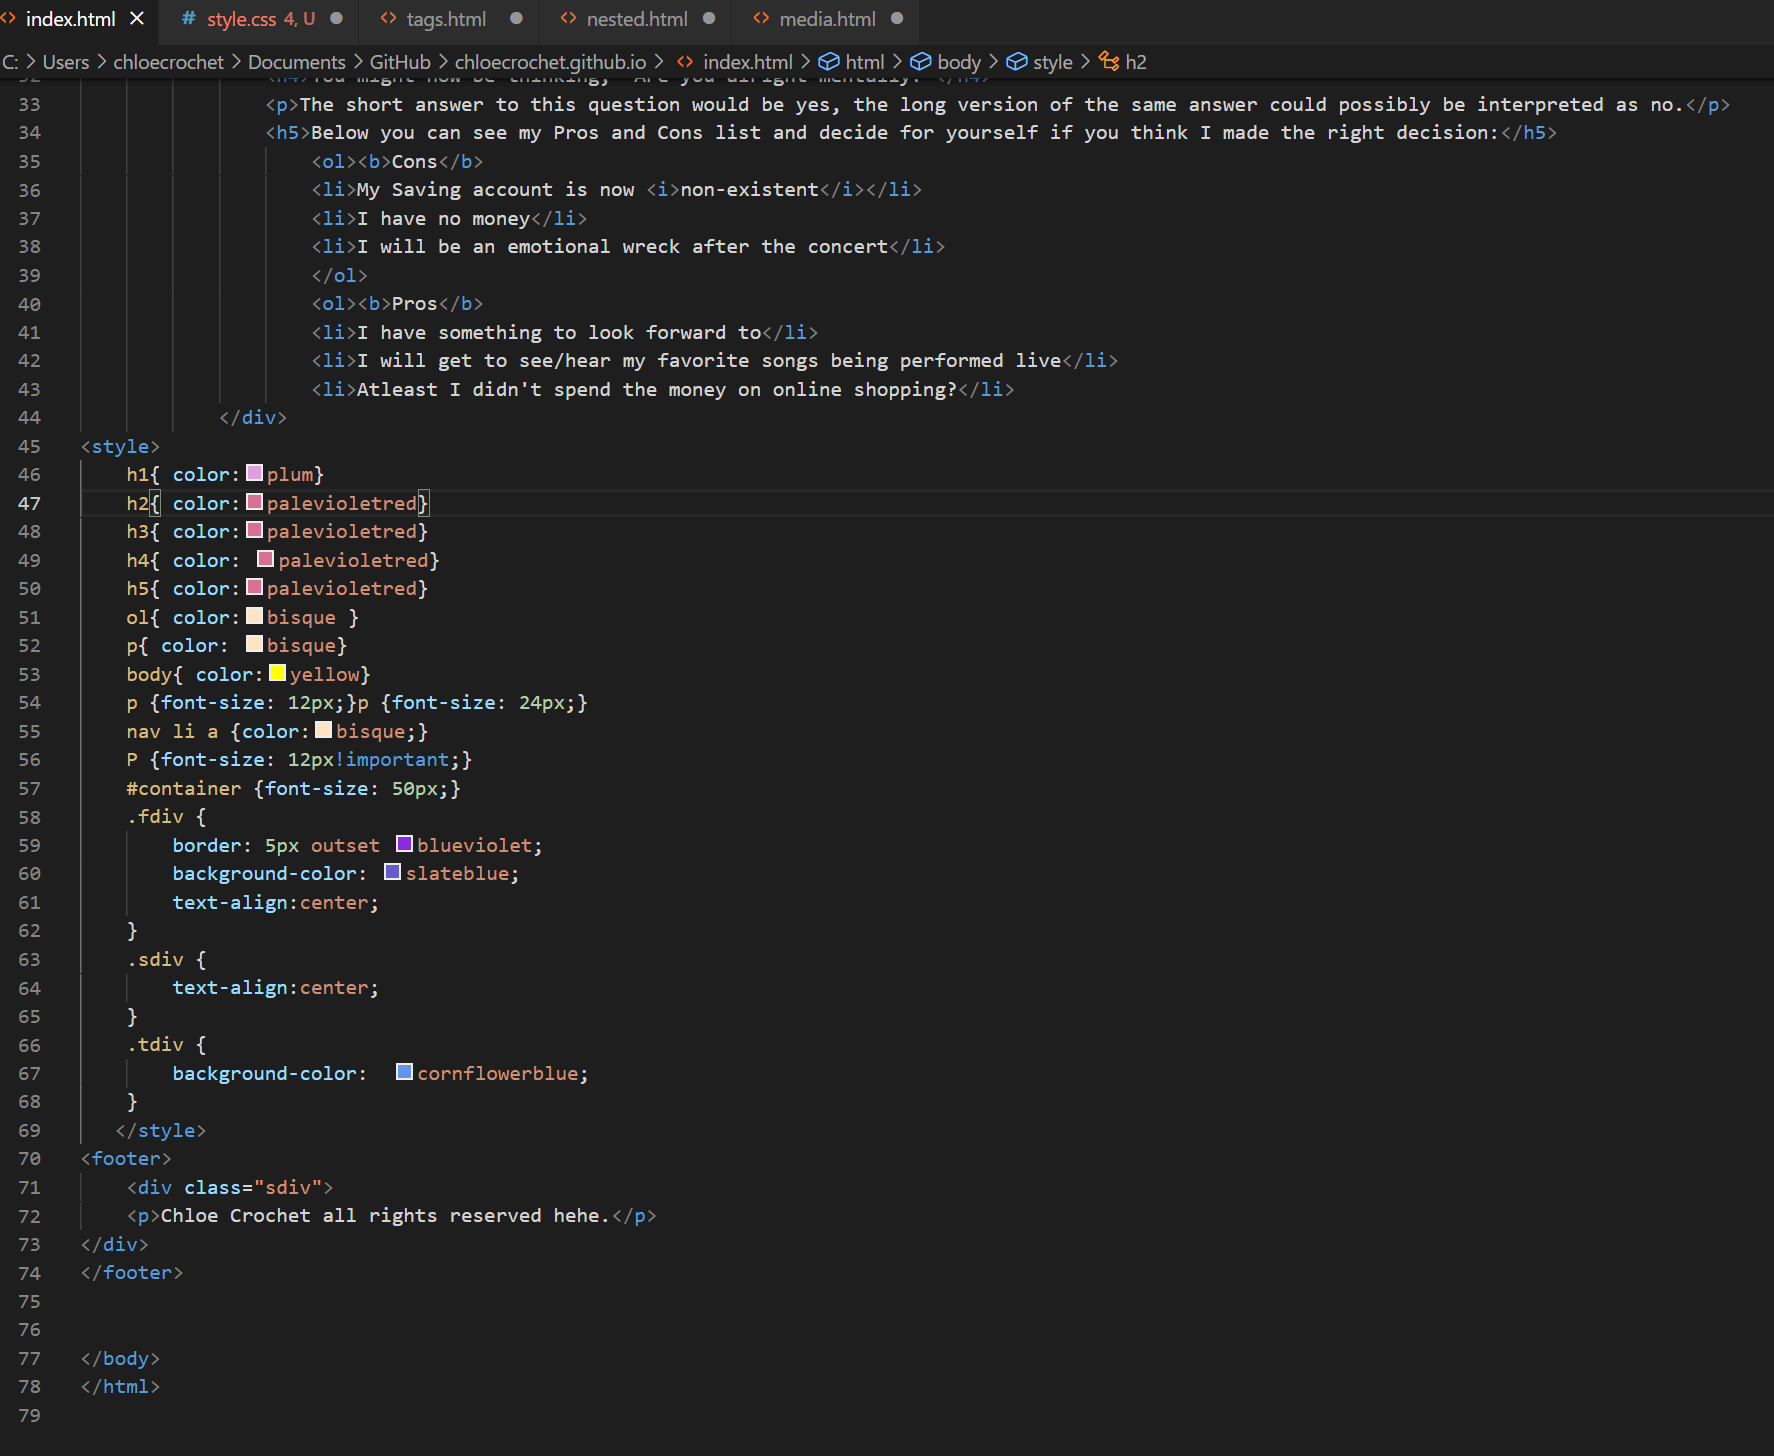 index.html
style.css 4, U
tags.html
nested.html
media.html
C: > Users > chloecrochet > Documents > GitHub > chloecrochet.github.io > index.html > html > body > style > h2
33 <p>The short answer to this question would be yes, the long version of the same answer could possibly be interpreted as no.</p>
34 <h5>Below you can see my Pros and Cons list and decide for yourself if you think I made the right decision:</h5>
35 <ol><b>Cons</b>
36 <li>My Saving account is now <i>non-existent</i></li>
37 <li>I have no money</li>
38 <li>I will be an emotional wreck after the concert</li>
39 </ol>
40 <ol><b>Pros</b>
41 <li>I have something to look forward to</li>
42 <li>I will get to see/hear my favorite songs being performed live</li>
43 <li>Atleast I didn't spend the money on online shopping?</li>
44 </div>
45 <style>
46 h1{ color:plum}
47 h2{ color:palevioletred}
48 h3{ color:palevioletred}
49 h4{ color: palevioletred}
50 h5{ color:palevioletred}
51 ol{ color:bisque }
52 p{ color: bisque}
53 body{ color:yellow}
54 p {font-size: 12px;}p {font-size: 24px;}
55 nav li a {color:bisque;}
56 P {font-size: 12px!important;}
57 #container {font-size: 50px;}
58 .fdiv {
59 border: 5px outset blueviolet;
60 background-color: slateblue;
61 text-align:center;
62 }
63 .sdiv {
64 text-align:center;
65 }
66 .tdiv {
67 background-color: cornflowerblue;
68 }
69 </style>
70 <footer>
71 <div class="sdiv">
72 <p>Chloe Crochet all rights reserved hehe.</p>
73 </div>
74 </footer>
75
76
77 </body>
78 </html>
79